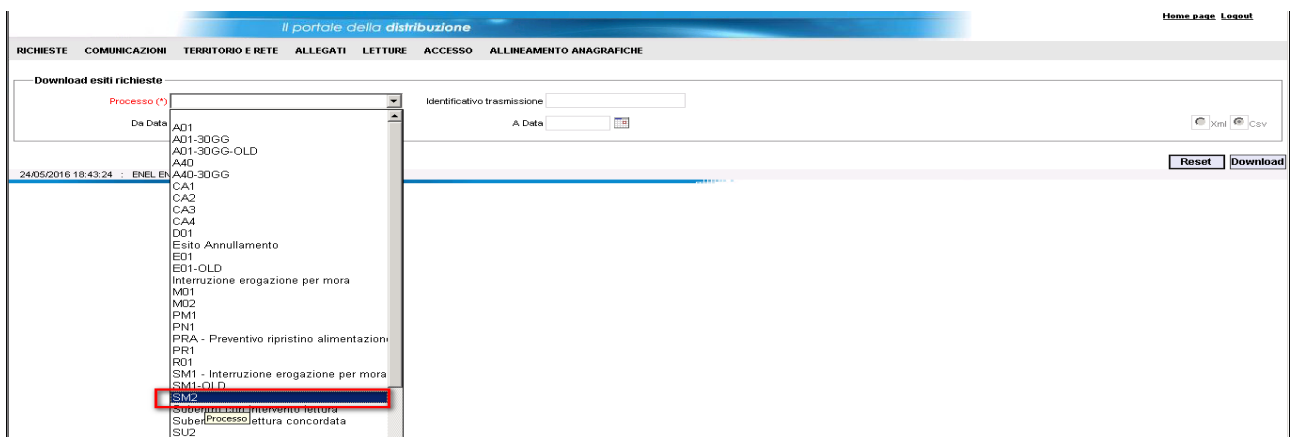 Home page Logout
Il portale della distribuzione
RICHIESTE COMUNICAZIONI TERRITORIO E RETE ALLEGATI LETTURE ACCESSO ALLINEAMENTO ANAGRAFICHE
Download esiti richieste
Processo (*) Identificativo trasmissione
Da Data A Data Xml Csv
Reset Download
24/05/2016 18:43:24 : ENEL EN
A01
A01-30GG
A01-30GG-OLD
A40
A40-30GG
CA1
CA2
CA3
CA4
D01
Esito Annullamento
E01
E01-OLD
Interruzione erogazione per mora
M01
M02
PM1
PN1
PRA - Preventivo ripristino alimentazion
PR1
R01
SM1 - Interruzione erogazione per mora
SM1-OLD
SM2
Subentri con intervento lettura
Suber Processo ettura concordata
SU2